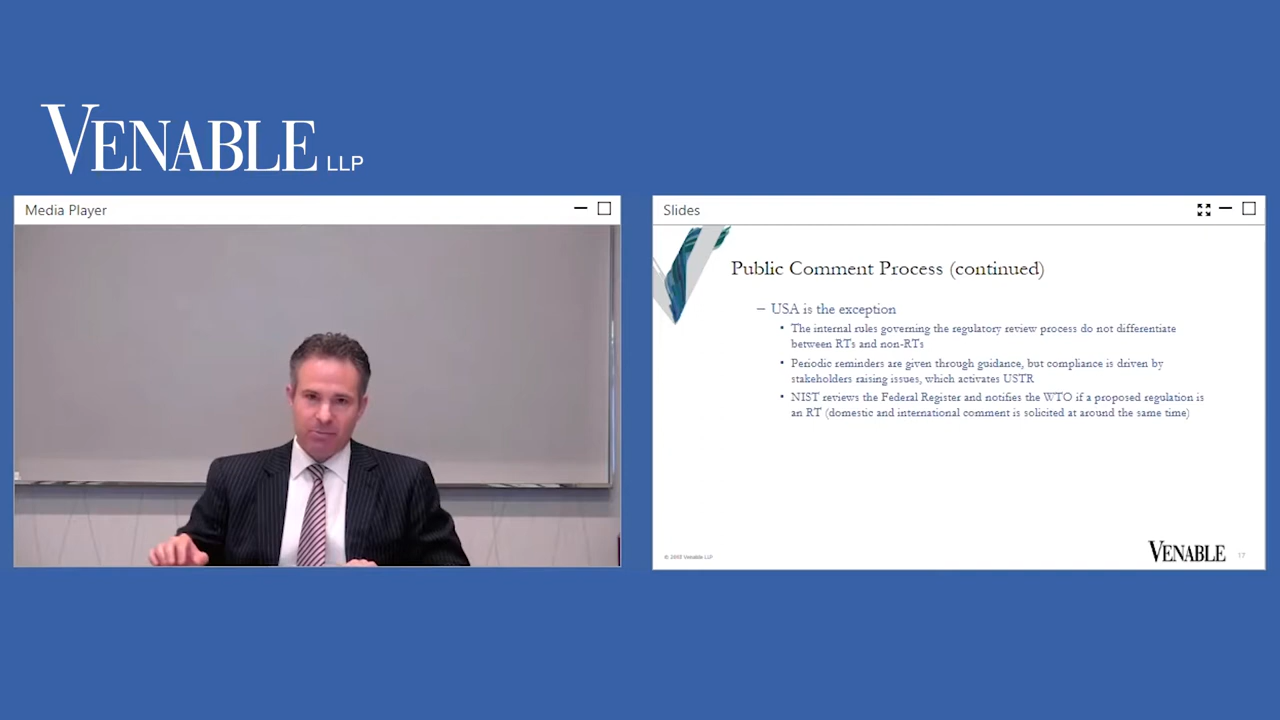 VENABLE LLP
Media Player
Slides
Public Comment Process (continued)
– USA is the exception
• The internal rules governing the regulatory review process do not differentiate
between RTs and non-RTs
• Periodic reminders are given through guidance, but compliance is driven by
stakeholders raising issues, which activates USTR
• NIST reviews the Federal Register and notifies the WTO if a proposed regulation is
an RT (domestic and international comment is solicited at around the same time)
Venable LLP
VENABLE
17